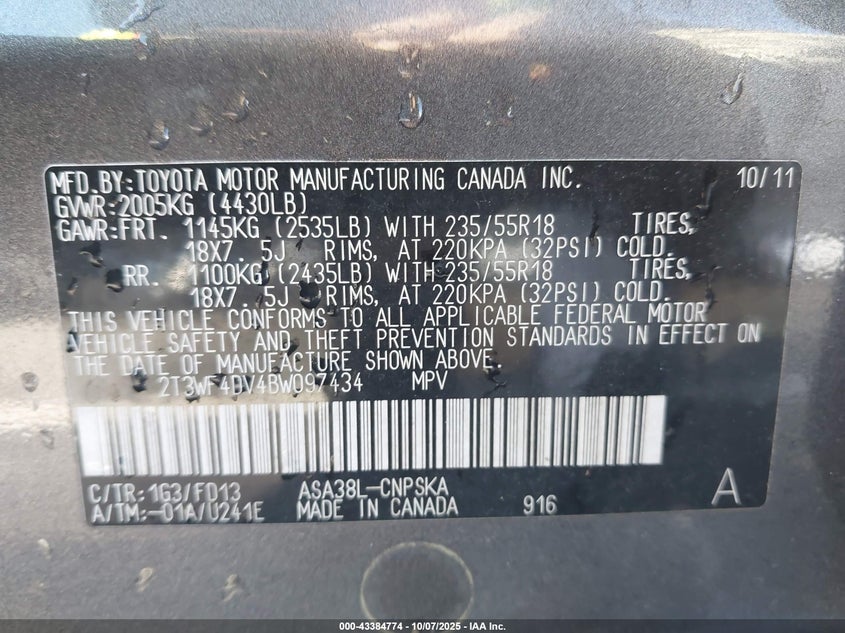 MFD.BY:TOYOTA MOTOR MANUFACTURING CANADA INC. 10/11
GVWR:2005KG (4430LB)
GAWR:FRT. 1145KG (2535LB) WITH 235/55R18 TIRES,
18X7.5J RIMS, AT 220KPA (32PSI) COLD.
RR. 1100KG (2435LB) WITH 235/55R18 TIRES,
18X7.5J RIMS, AT 220KPA (32PSI) COLD.
THIS VEHICLE CONFORMS TO ALL APPLICABLE FEDERAL MOTOR
VEHICLE SAFETY AND THEFT PREVENTION STANDARDS IN EFFECT ON
THE DATE OF MANUFACTURE SHOWN ABOVE.
2T3WF4DV4BW097434 MPV
C/TR:1G3/FD13 ASA38L-CNPSKA A
A/TM:-01A/U241E MADE IN CANADA 916
000-43384774 | 10/07/2025 | IAA Inc.